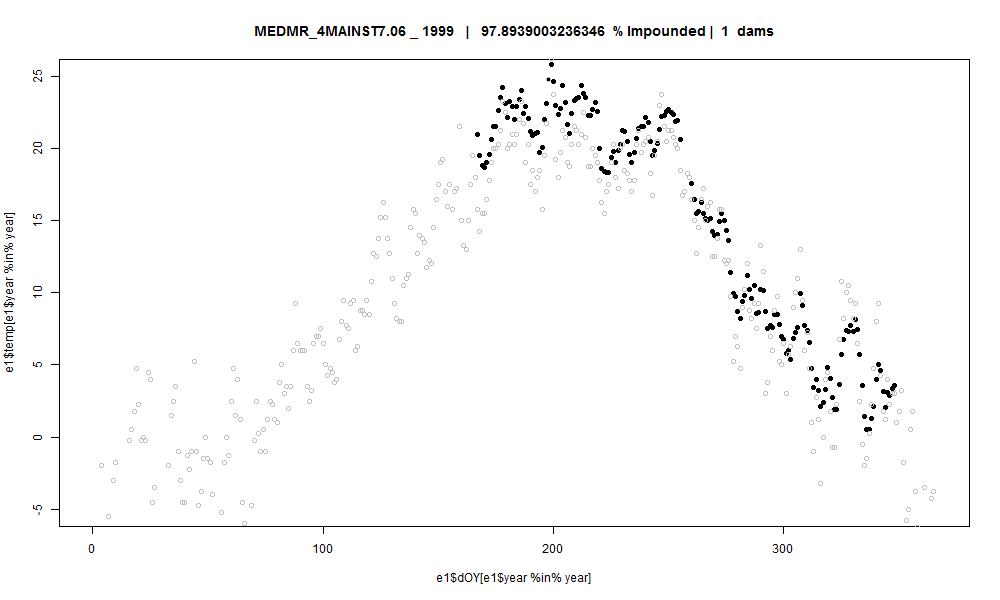 MEDMR_4MAINST7.06 _ 1999 | 97.8939003236346 % Impounded | 1 dams
25
20
15
10
5
0
-5
e1$temp[e1$year %in% year]
0 100 200 300
e1$dOY[e1$year %in% year]